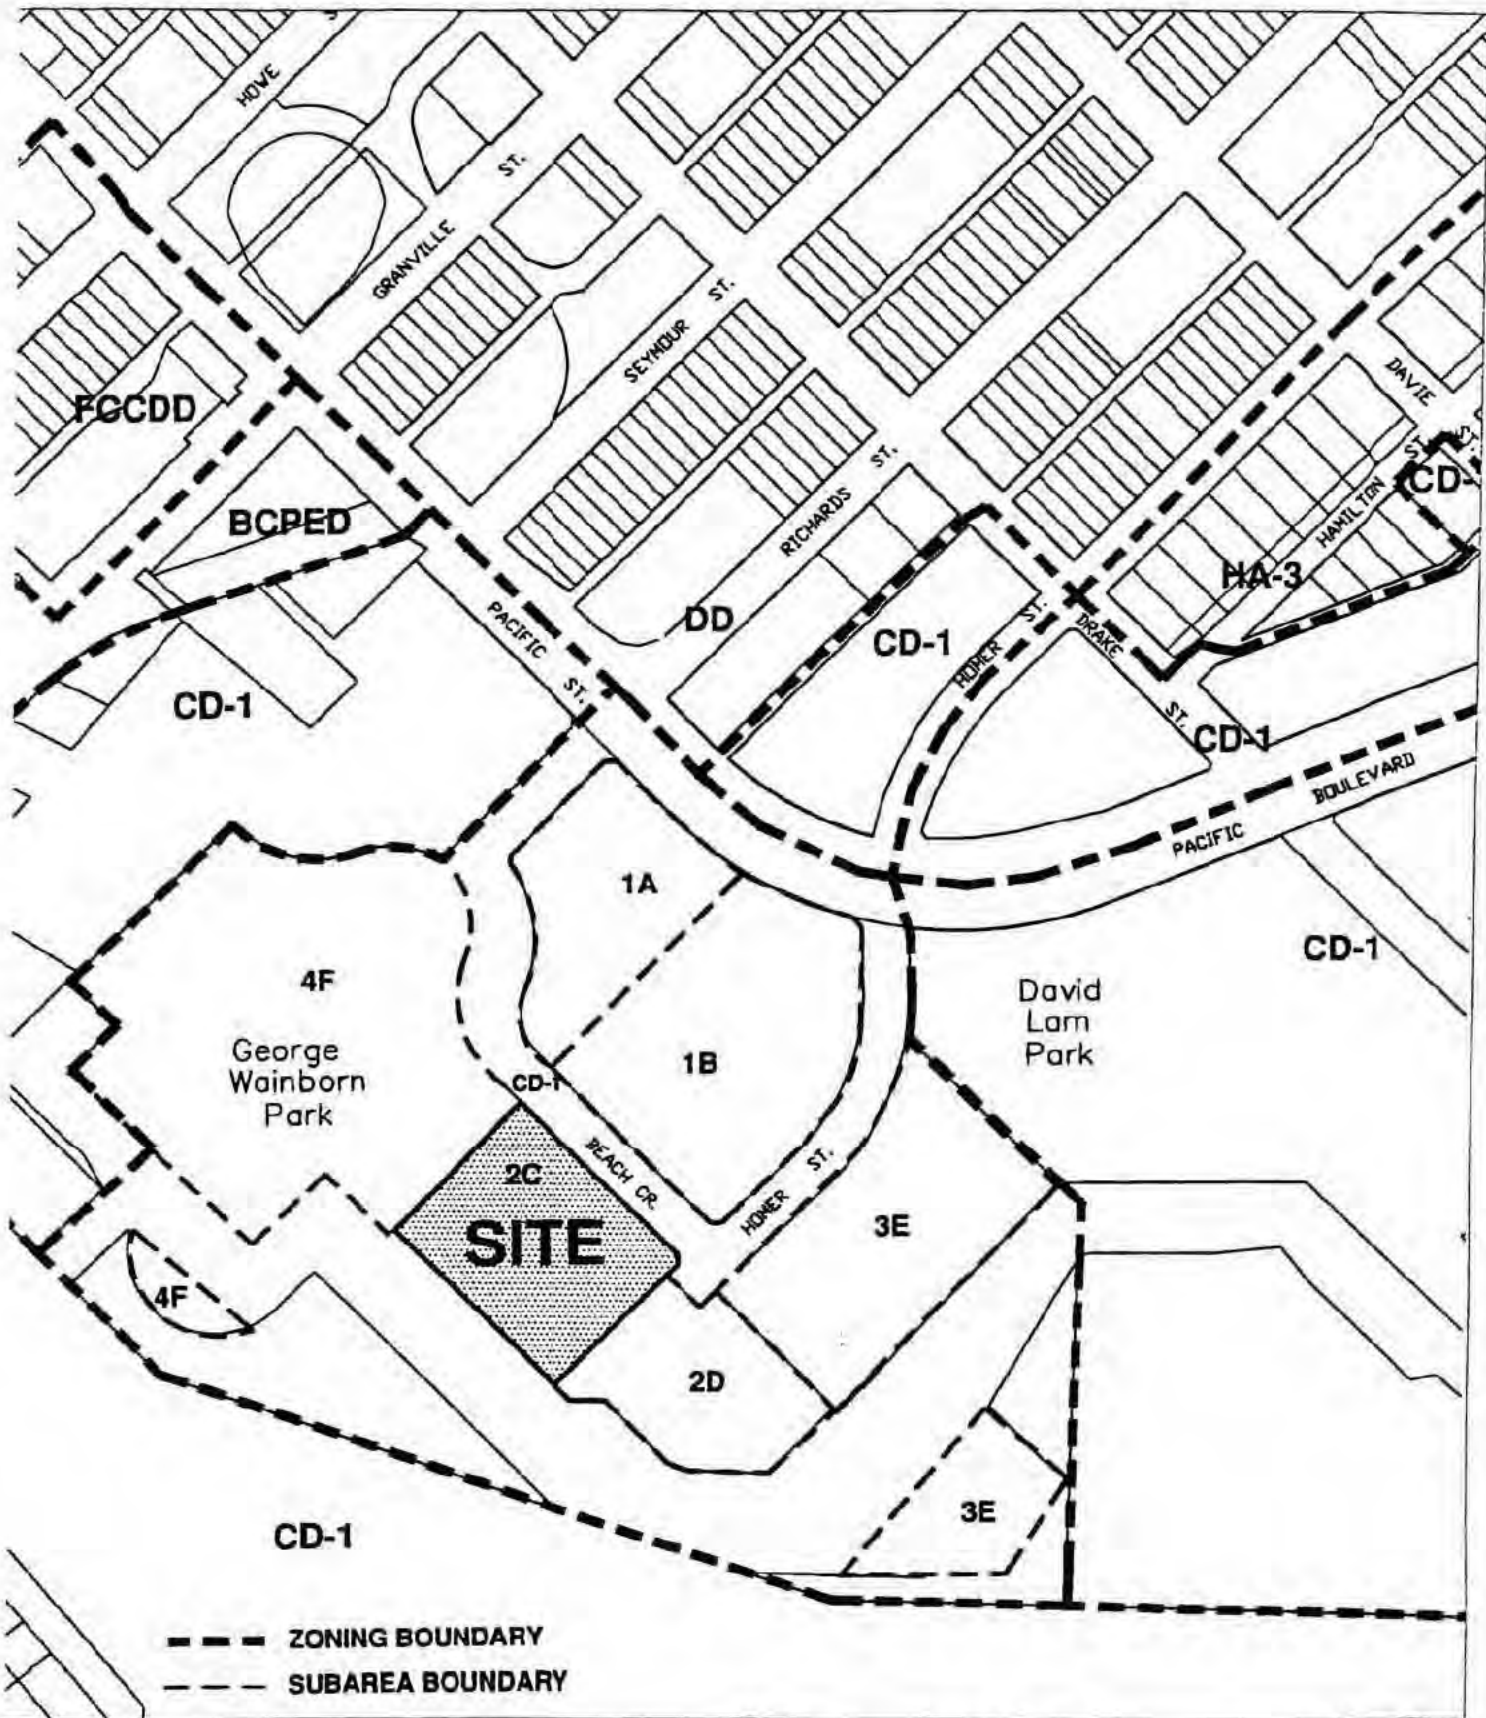 HOWE
GRANVILLE
ST.
SEYMOUR
ST.
RICHARDS
ST.
DAVIE
ST.
ST.
HAMILTON
CD-
FCCDD
BCPED
HA-3
DD
CD-1
PACIFIC
ST.
HOMER
ST.
DRAKE
ST.
CD-1
CD-1
PACIFIC
BOULEVARD
1A
4F
George
Wainborn
Park
1B
CD-1
David
Lam
Park
CD-1
BEACH CR.
HOMER
ST.
2C
SITE
3E
4F
2D
3E
CD-1
ZONING BOUNDARY
SUBAREA BOUNDARY